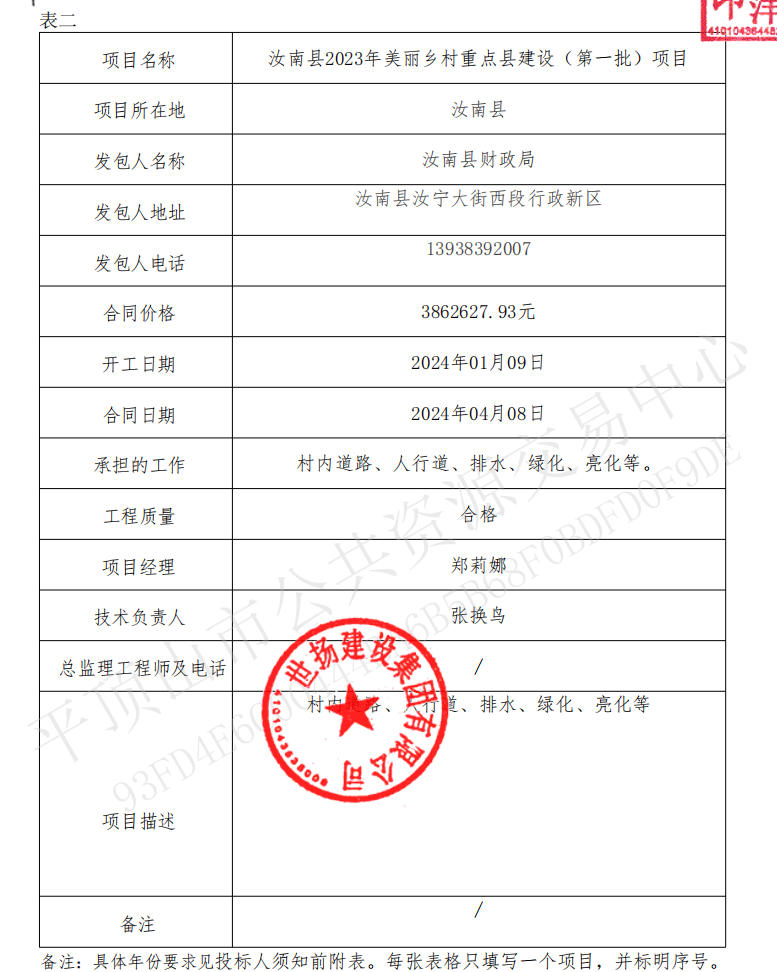 表二
项目名称 汝南县2023年美丽乡村重点县建设（第一批）项目
项目所在地 汝南县
发包人名称 汝南县财政局
发包人地址 汝南县汝宁大街西段行政新区
发包人电话 13938392007
合同价格 3862627.93元
开工日期 2024年01月09日
合同日期 2024年04月08日
承担的工作 村内道路、人行道、排水、绿化、亮化等。
工程质量 合格
项目经理 郑莉娜
技术负责人 张换鸟
总监理工程师及电话 /
项目描述 村内道路、人行道、排水、绿化、亮化等
备注 /
备注：具体年份要求见投标人须知前附表。每张表格只填写一个项目，并标明序号。
世扬建设集团有限公司
平顶山市公共资源交易中心